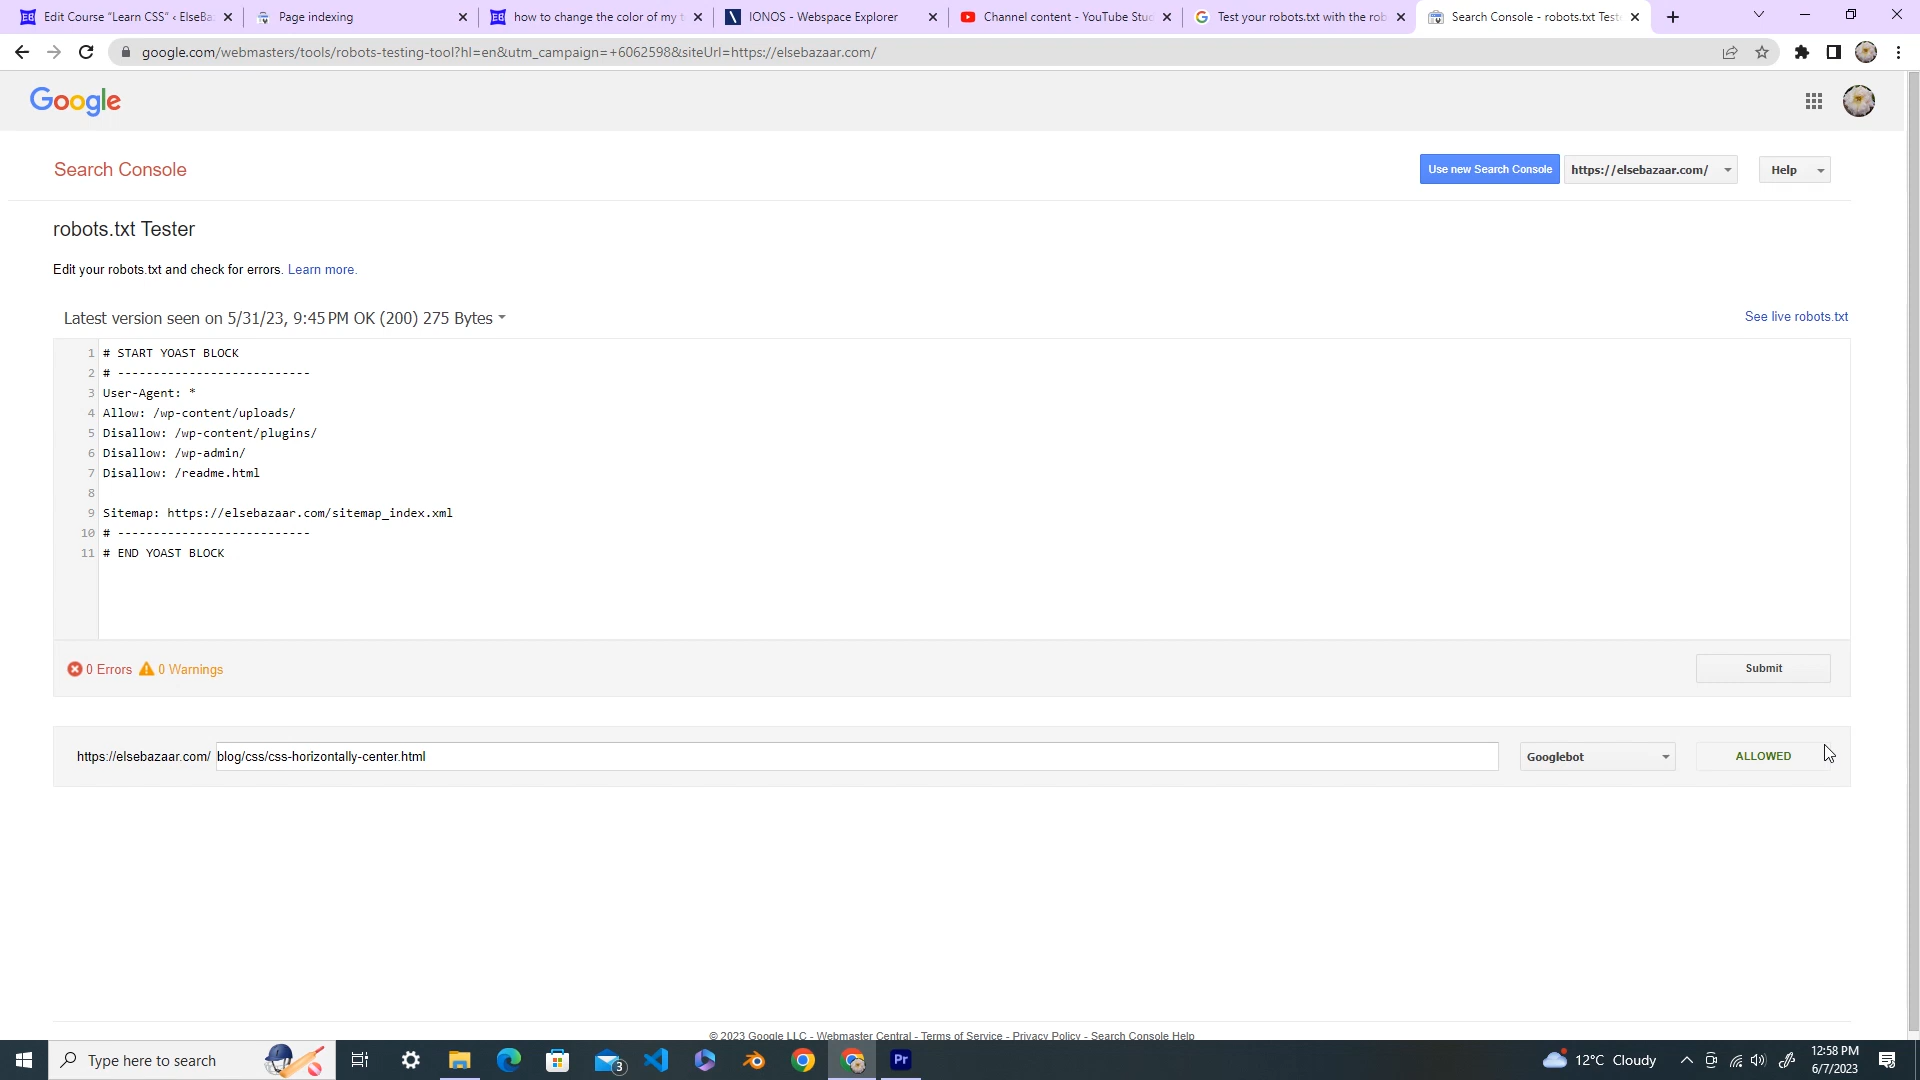 Edit Course “Learn CSS” ‹ ElseBa
Page indexing
how to change the color of my t
IONOS - Webspace Explorer
Channel content - YouTube Stud
Test your robots.txt with the rob
Search Console - robots.txt Teste
google.com/webmasters/tools/robots-testing-tool?hl=en&utm_campaign=+6062598&siteUrl=https://elsebazaar.com/
Google
Search Console
Use new Search Console
https://elsebazaar.com/
Help
robots.txt Tester
Edit your robots.txt and check for errors. Learn more.
Latest version seen on 5/31/23, 9:45 PM OK (200) 275 Bytes
See live robots.txt
1 # START YOAST BLOCK
2 # ---------------------------
3 User-Agent: *
4 Allow: /wp-content/uploads/
5 Disallow: /wp-content/plugins/
6 Disallow: /wp-admin/
7 Disallow: /readme.html
8
9 Sitemap: https://elsebazaar.com/sitemap_index.xml
10 # ---------------------------
11 # END YOAST BLOCK
0 Errors 0 Warnings
Submit
https://elsebazaar.com/ blog/css/css-horizontally-center.html
Googlebot
ALLOWED
© 2023 Google LLC - Webmaster Central - Terms of Service - Privacy Policy - Search Console Help
Type here to search
3
Pr
12°C Cloudy
12:58 PM
6/7/2023